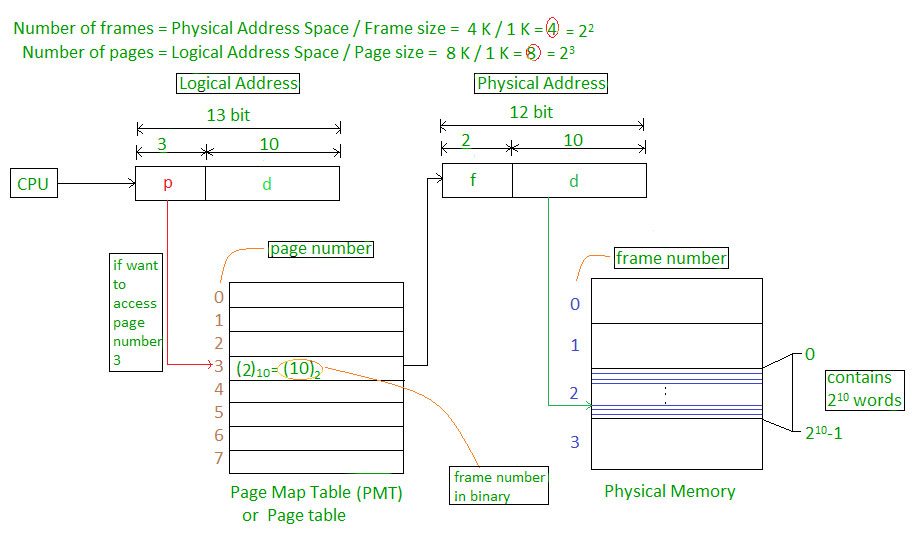 Number of frames = Physical Address Space / Frame size = 4 K / 1 K = 4 = 2²
Number of pages = Logical Address Space / Page size = 8 K / 1 K = 8 = 2³
Logical Address
Physical Address
13 bit
12 bit
3
10
2
10
CPU
p
d
f
d
if want
to
access
page
number
3
page number
frame number
0
1
2
3
4
5
6
7
(2)₁₀=(10)₂
0
1
2
3
0
contains
2¹⁰ words
2¹⁰-1
frame number
in binary
Page Map Table (PMT)
or Page table
Physical Memory